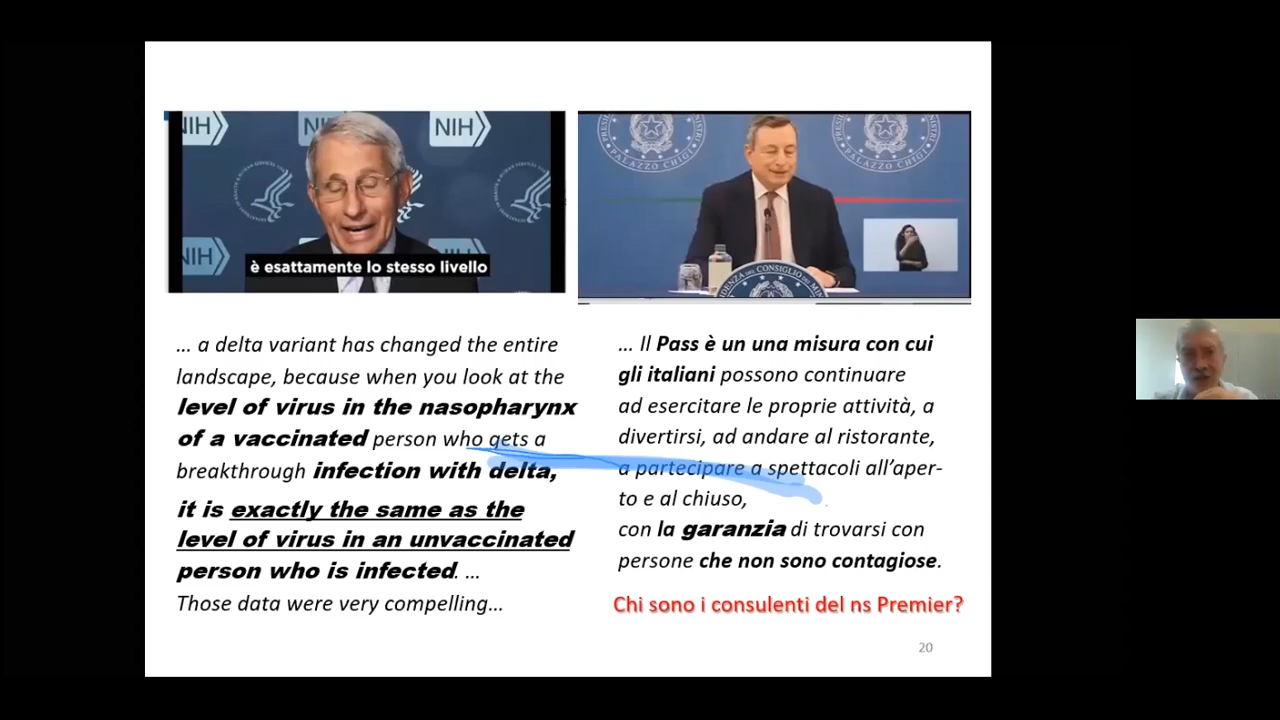 NIH
NIH
NIH
NIH
è esattamente lo stesso livello
PALAZZO CHIGI
PALAZZO CHIGI
… a delta variant has changed the entire
landscape, because when you look at the
level of virus in the nasopharynx
of a vaccinated person who gets a
breakthrough infection with delta,
it is exactly the same as the
level of virus in an unvaccinated
person who is infected. …
Those data were very compelling…
… Il Pass è un una misura con cui
gli italiani possono continuare
ad esercitare le proprie attività, a
divertirsi, ad andare al ristorante,
a partecipare a spettacoli all’aper-
to e al chiuso,
con la garanzia di trovarsi con
persone che non sono contagiose.
Chi sono i consulenti del ns Premier?
20